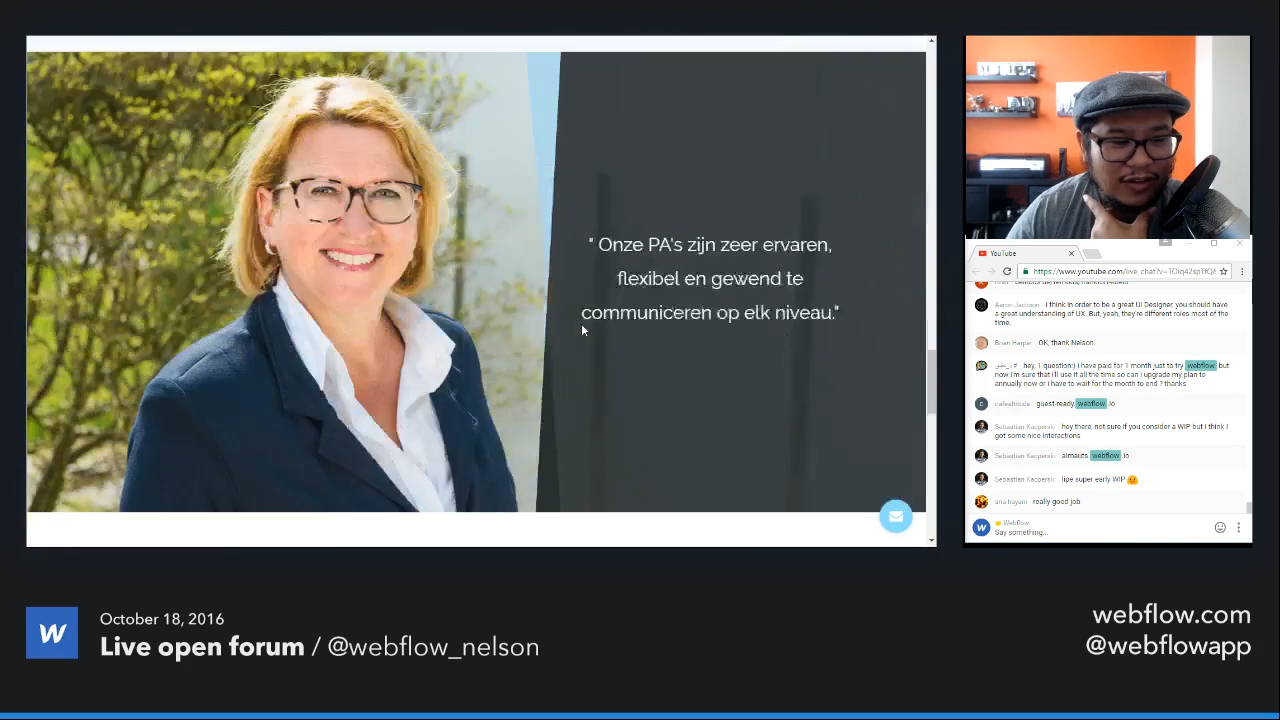 " Onze PA's zijn zeer ervaren,
flexibel en gewend te
communiceren op elk niveau."
YouTube
https://www.youtube.com/live_chat?v=
Aaron Jackson I think in order to be a great UI Designer, you should have
a great understanding of UX. But, yeah, they're different roles most of the
time.
Brian Harper OK, thank Nelson.
hey, 1 question:) I have paid for 1 month just to try webflow but
now i'm sure that i'll use it all the time so can i upgrade my plan to
annually now or i have to wait for the month to end ? thanks
cafealtitude guest-ready.webflow.io
Sebastian Kacperski hey there, not sure if you consider a WIP but I think I
got some nice interactions
Sebastian Kacperski aimauts.webflow.io
Sebastian Kacperski lipe super early WIP
ana hayani really good job
W Webflow
Say something...
October 18, 2016
W
Live open forum / @webflow_nelson
webflow.com
@webflowapp